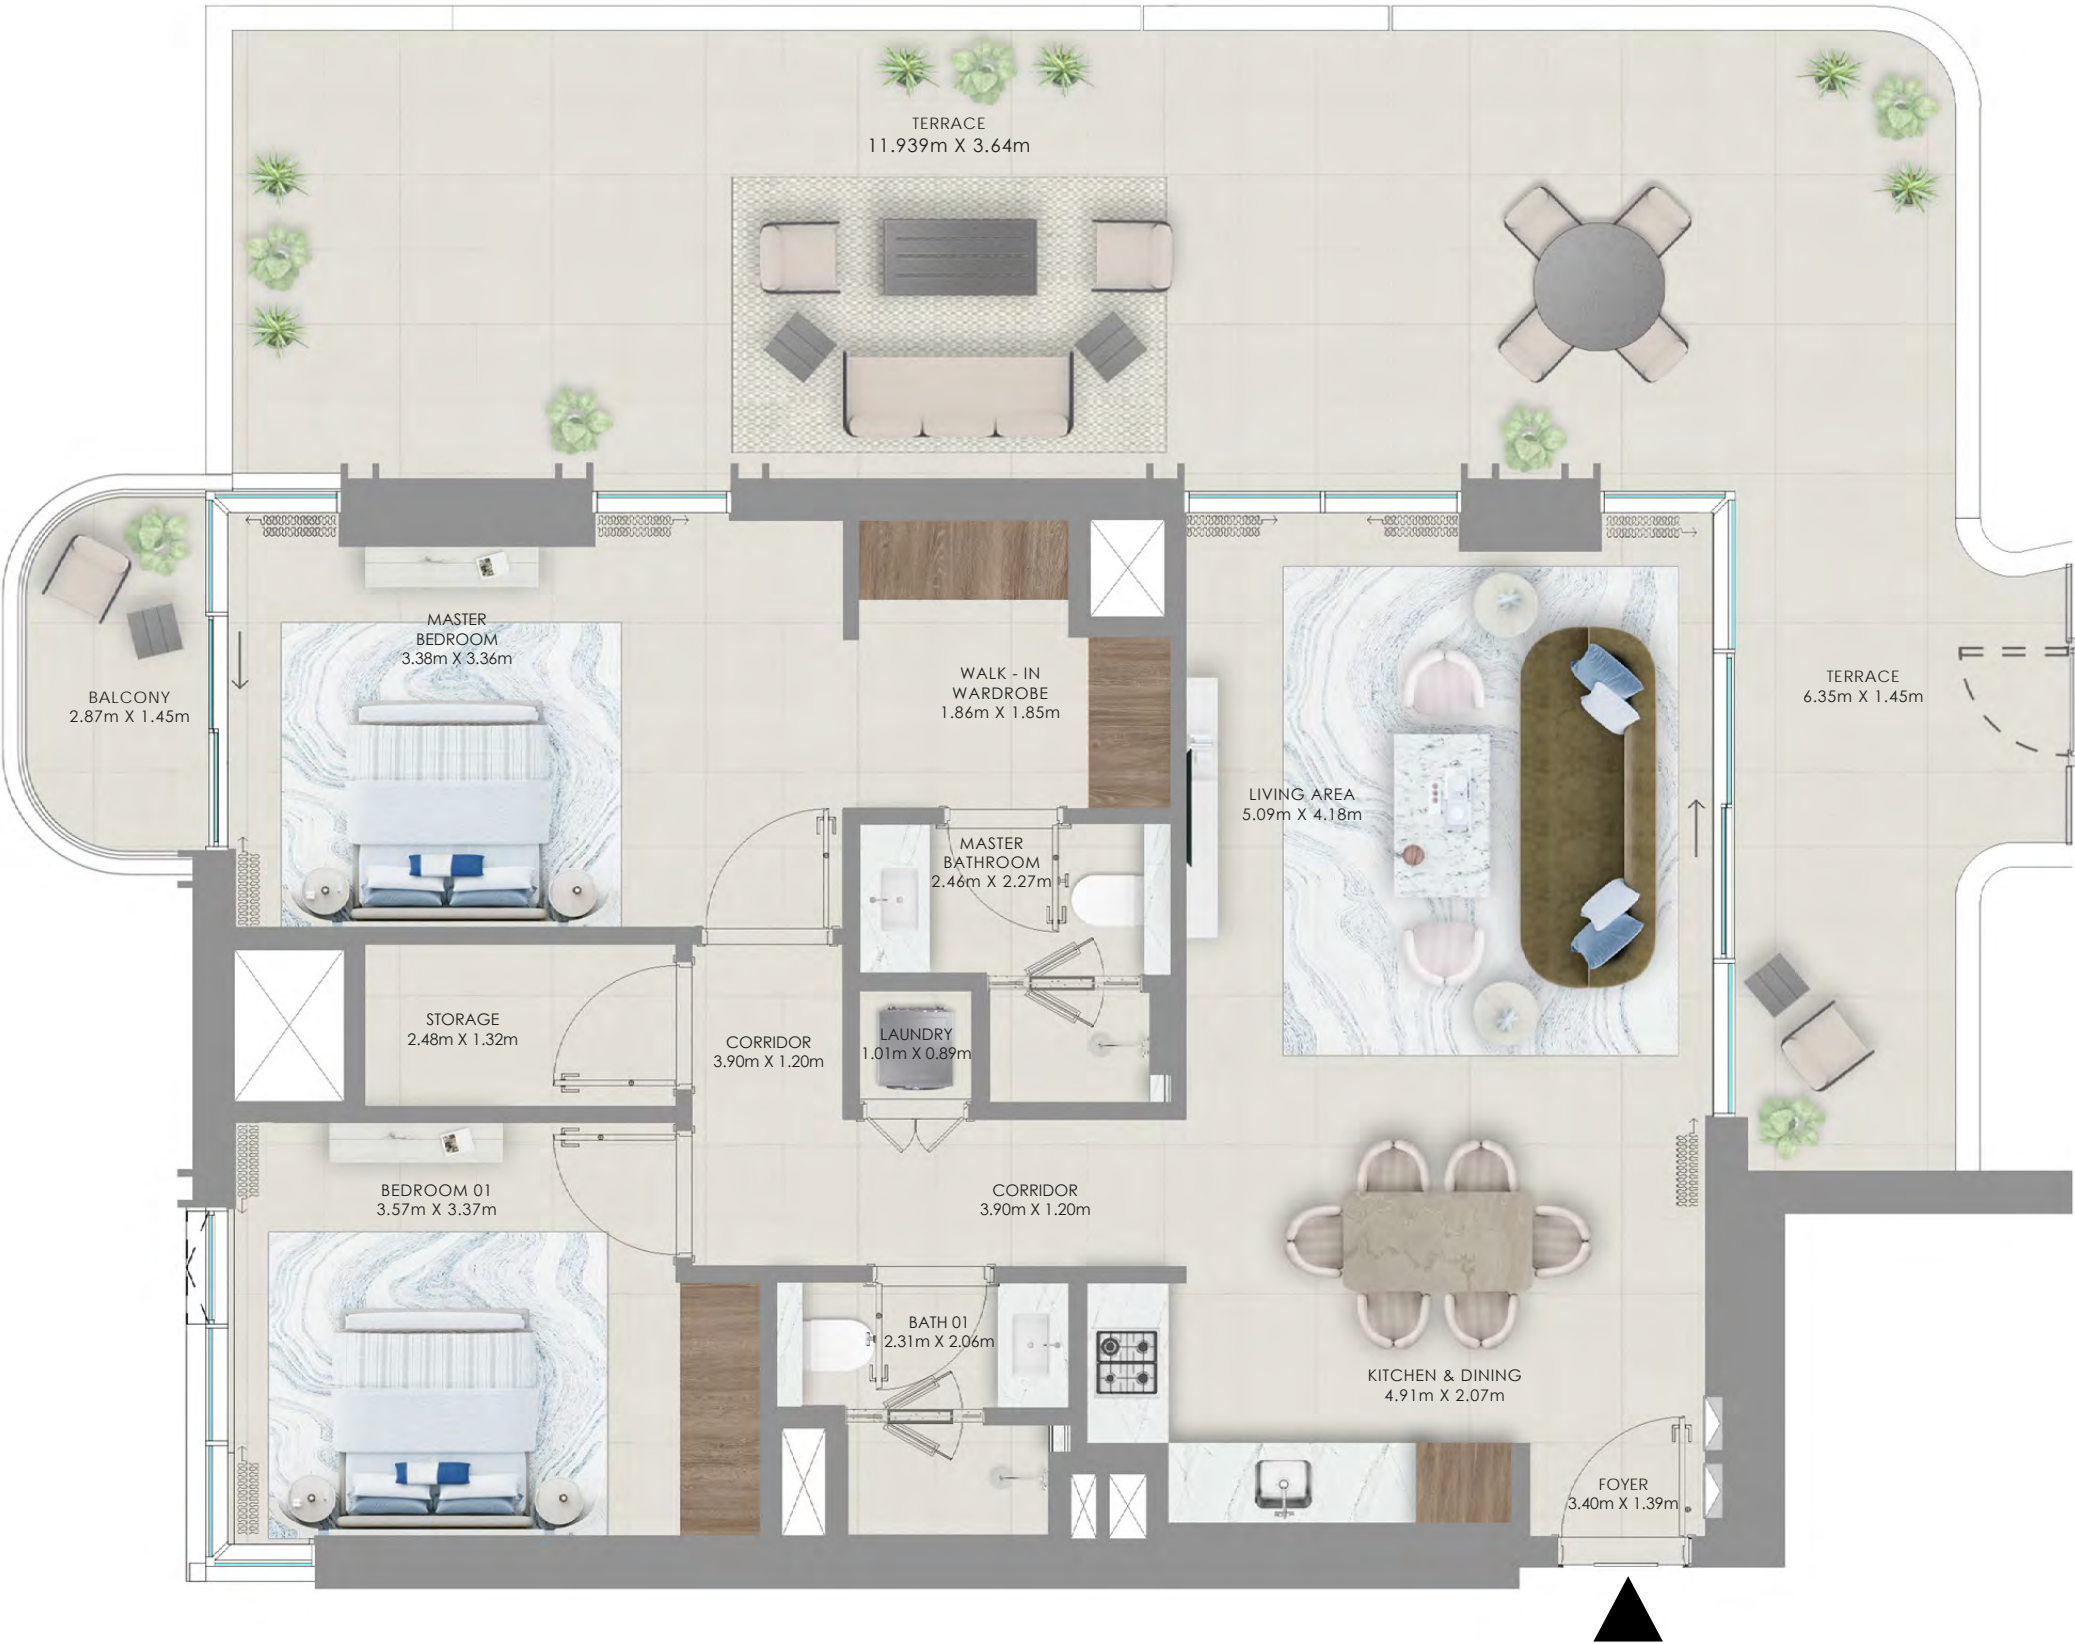 TERRACE
11.939m X 3.64m
MASTER
BEDROOM
3.38m X 3.36m
BALCONY
2.87m X 1.45m
WALK - IN
WARDROBE
1.86m X 1.85m
TERRACE
6.35m X 1.45m
LIVING AREA
5.09m X 4.18m
MASTER
BATHROOM
2.46m X 2.27m
STORAGE
2.48m X 1.32m
CORRIDOR
3.90m X 1.20m
LAUNDRY
1.01m X 0.89m
BEDROOM 01
3.57m X 3.37m
CORRIDOR
3.90m X 1.20m
BATH 01
2.31m X 2.06m
KITCHEN & DINING
4.91m X 2.07m
FOYER
3.40m X 1.39m